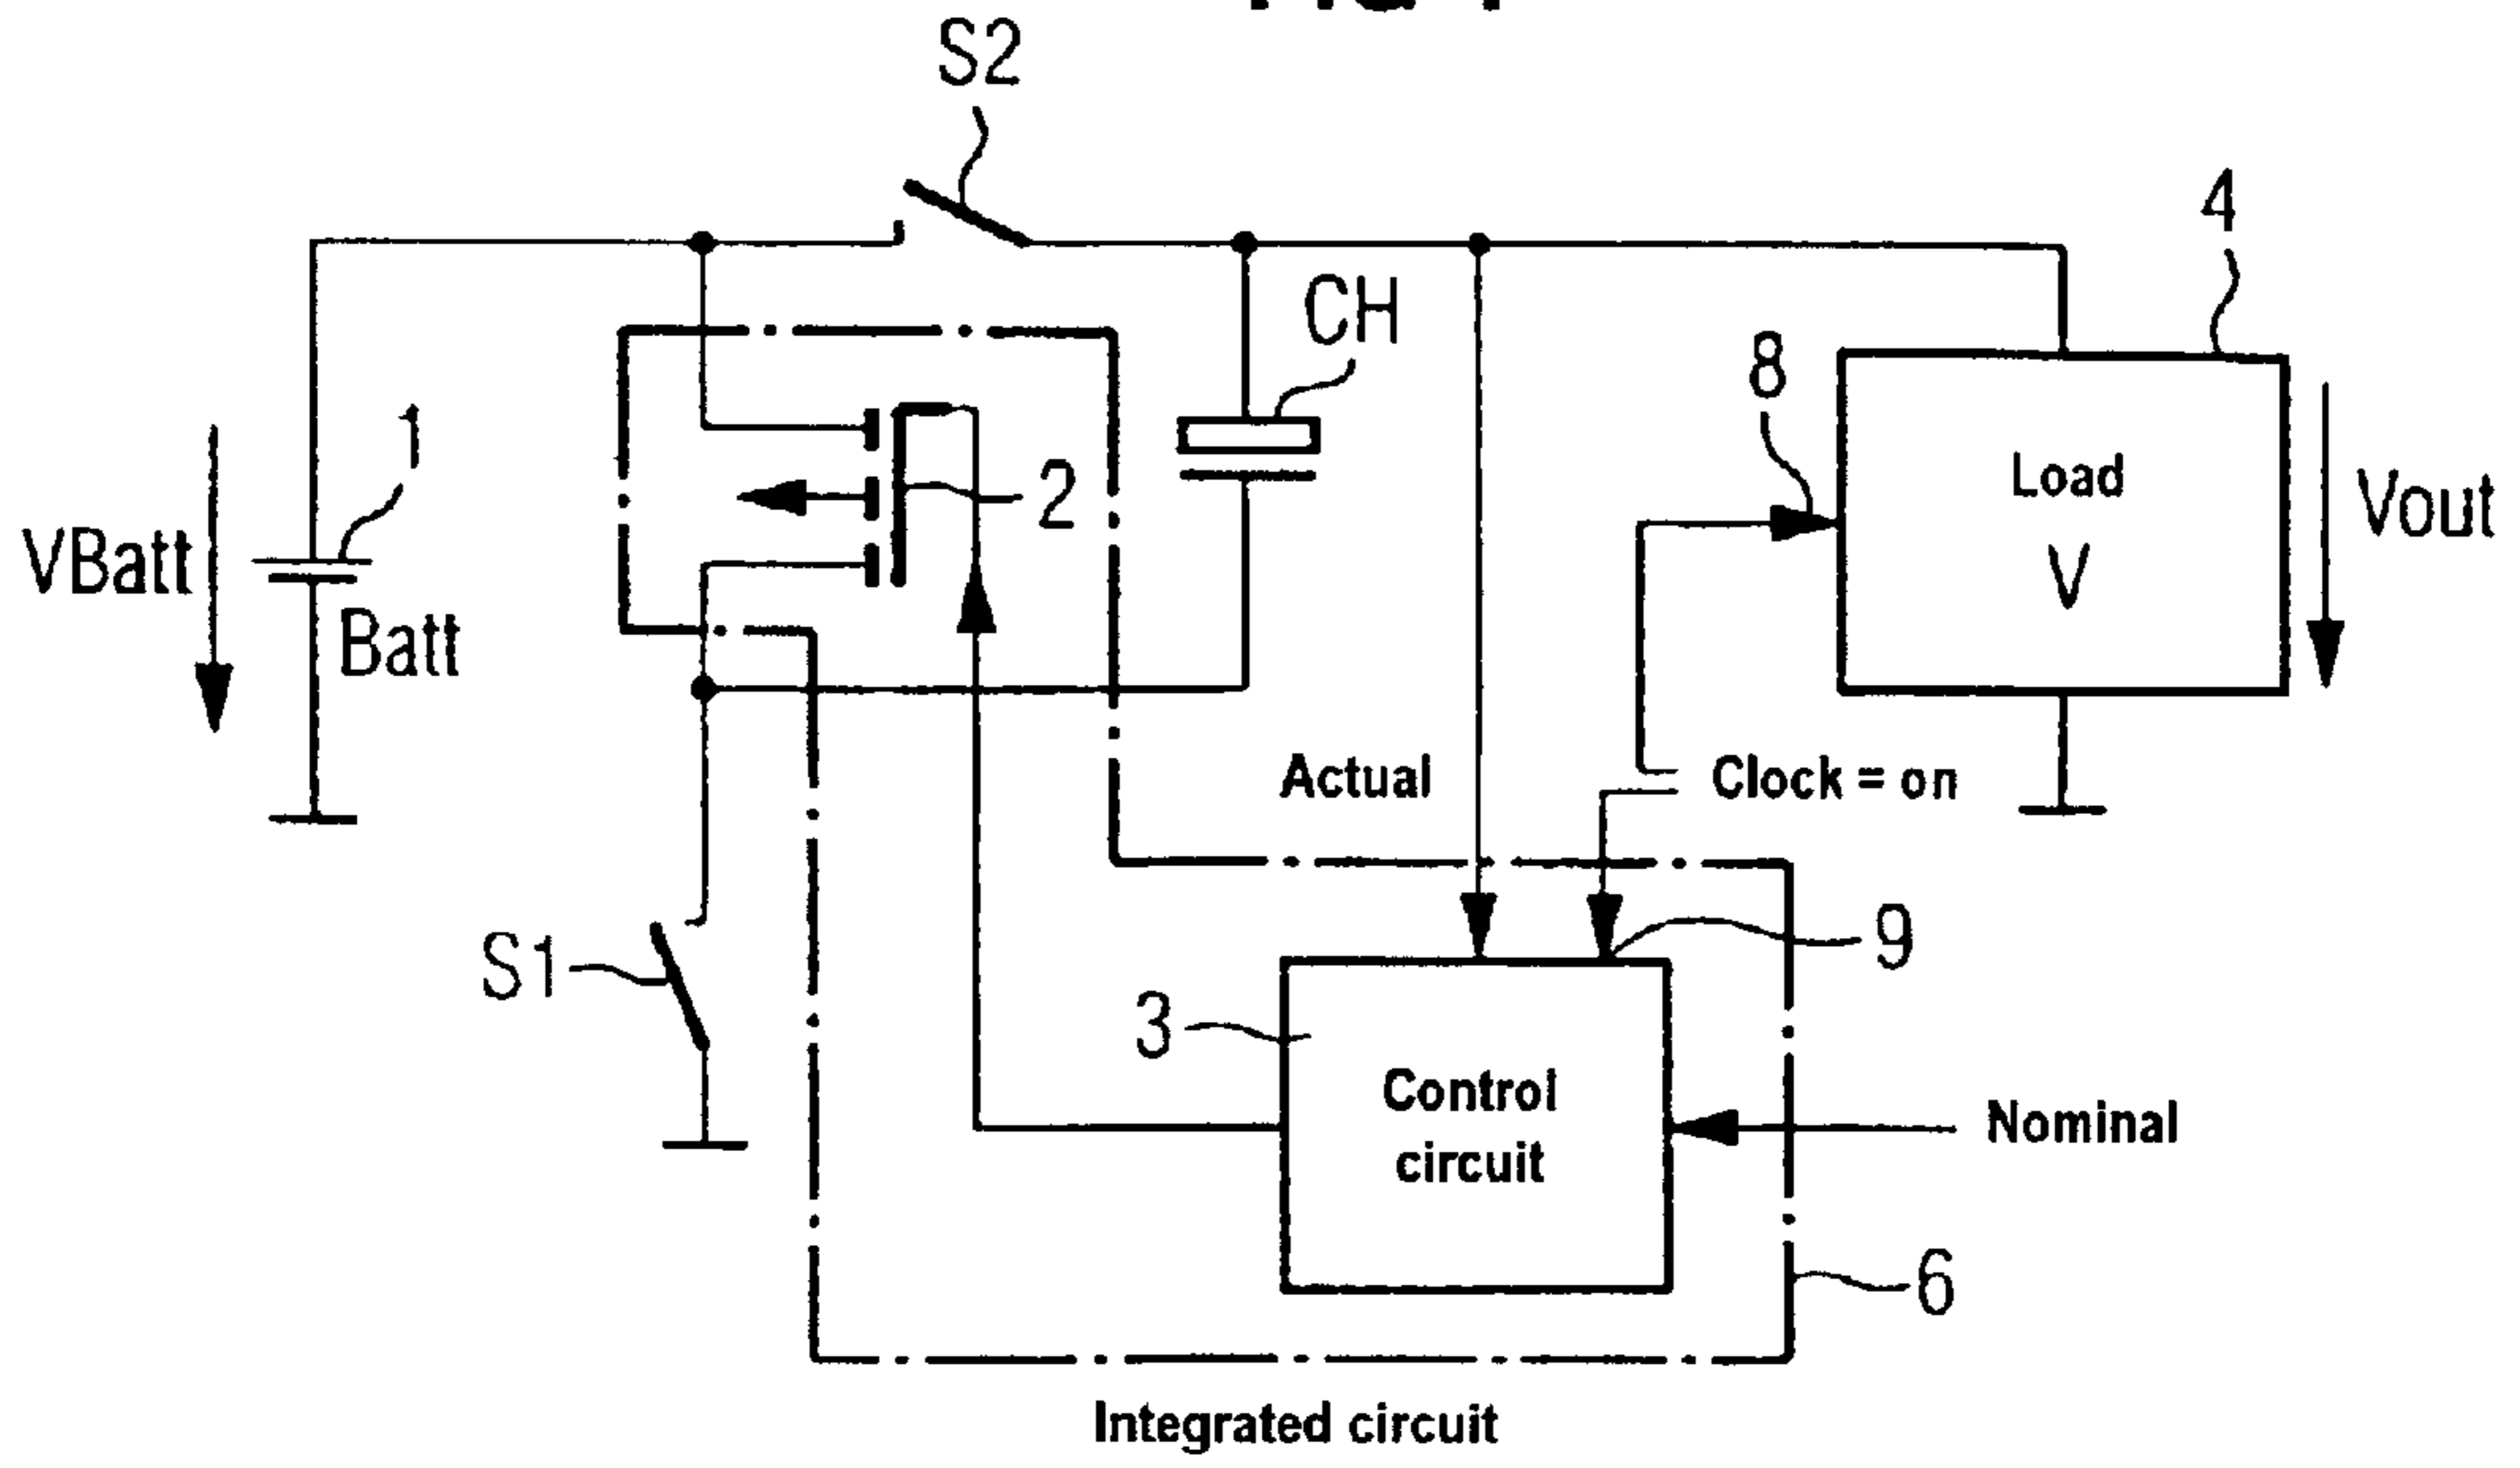 S2
4
CH
8
1
Load
V
2
VBatt
Vout
Batt
Actual
Clock = on
S1
9
3
Control
circuit
Nominal
6
Integrated circuit